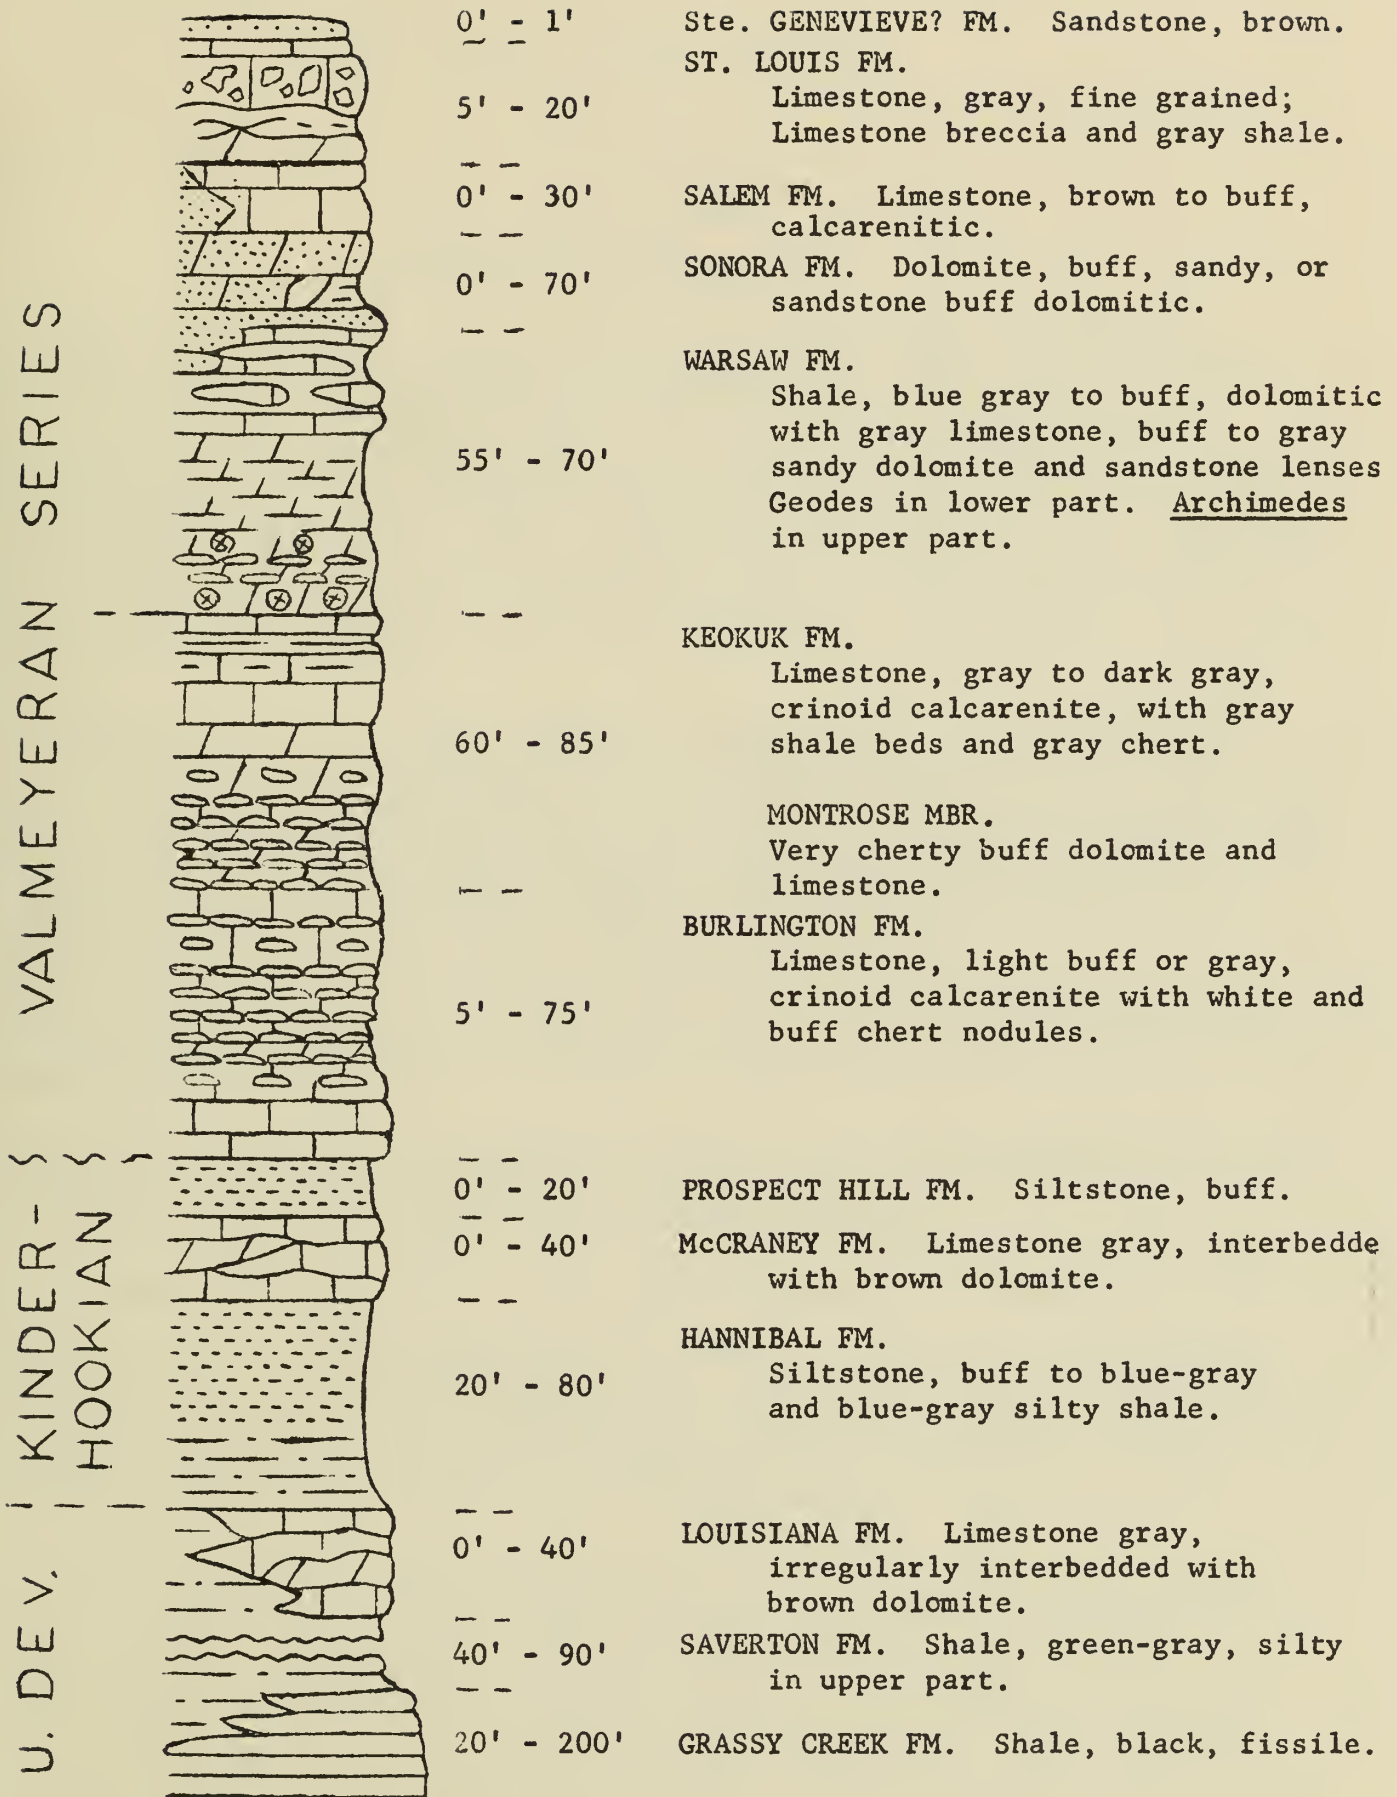 VALMEYERAN SERIES
KINDER-
HOOKIAN
U. DEV.
0' - 1' Ste. GENEVIEVE? FM. Sandstone, brown.
ST. LOUIS FM.
5' - 20' Limestone, gray, fine grained;
Limestone breccia and gray shale.
0' - 30' SALEM FM. Limestone, brown to buff,
calcarenitic.
0' - 70' SONORA FM. Dolomite, buff, sandy, or
sandstone buff dolomitic.
WARSAW FM.
Shale, blue gray to buff, dolomitic
with gray limestone, buff to gray
55' - 70' sandy dolomite and sandstone lenses
Geodes in lower part. Archimedes
in upper part.
KEOKUK FM.
Limestone, gray to dark gray,
crinoid calcarenite, with gray
60' - 85' shale beds and gray chert.
MONTROSE MBR.
Very cherty buff dolomite and
limestone.
BURLINGTON FM.
Limestone, light buff or gray,
5' - 75' crinoid calcarenite with white and
buff chert nodules.
0' - 20' PROSPECT HILL FM. Siltstone, buff.
0' - 40' McCRANEY FM. Limestone gray, interbedde
with brown dolomite.
HANNIBAL FM.
20' - 80' Siltstone, buff to blue-gray
and blue-gray silty shale.
0' - 40' LOUISIANA FM. Limestone gray,
irregularly interbedded with
brown dolomite.
40' - 90' SAVERTON FM. Shale, green-gray, silty
in upper part.
20' - 200' GRASSY CREEK FM. Shale, black, fissile.